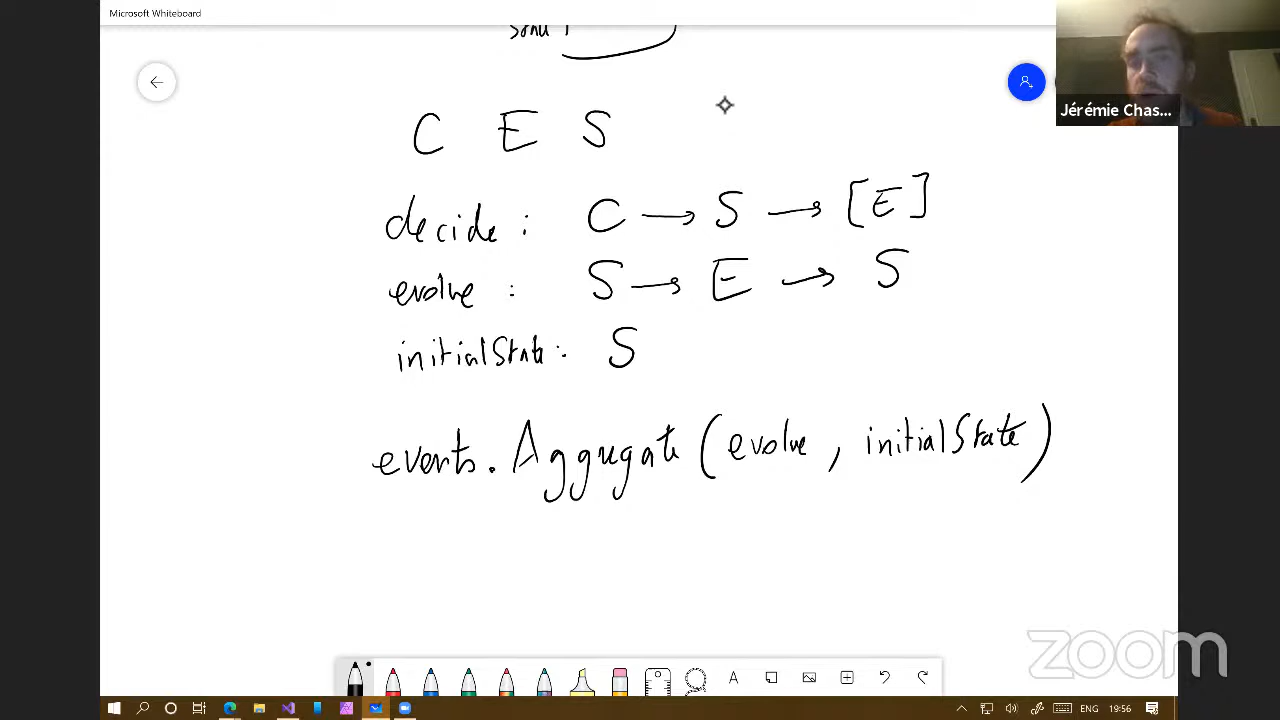 Microsoft Whiteboard
Jérémie Chas...
C E S
decide : C → S → [E]
evolve : S → E → S
initialState : S
events. Aggregate (evolve, initialState)
zoom
A
ENG 19:56